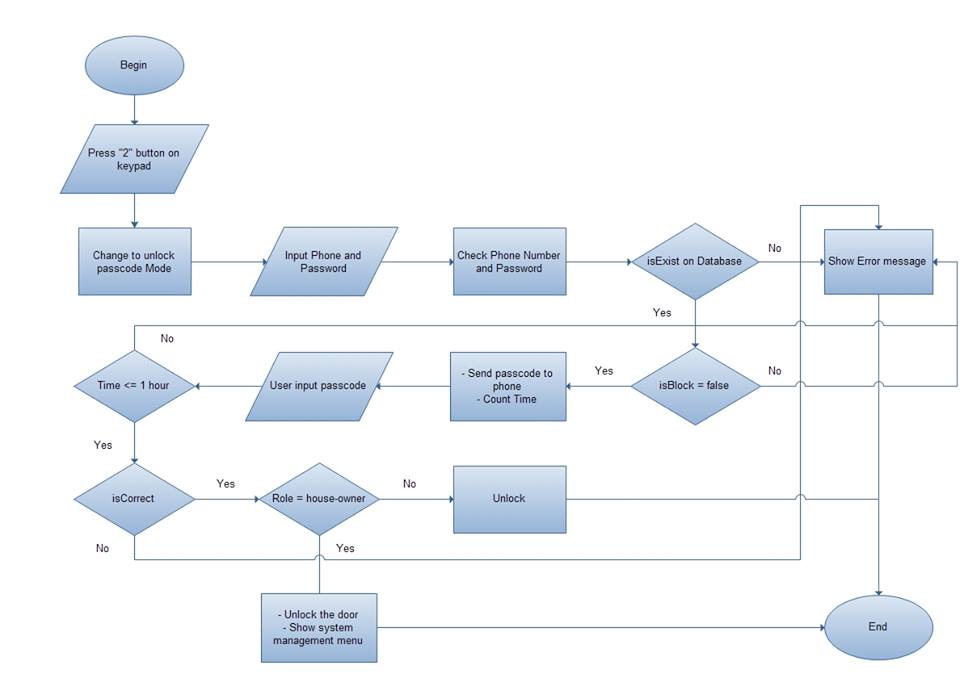 Begin
Press "2" button on
keypad
Change to unlock
passcode Mode
Input Phone and
Password
Check Phone Number
and Password
isExist on Database
No
Show Error message
Yes
No
Time <= 1 hour
User input passcode
- Send passcode to
phone
- Count Time
Yes
isBlock = false
No
Yes
isCorrect
Yes
Role = house-owner
No
Unlock
No
Yes
- Unlock the door
- Show system
management menu
End